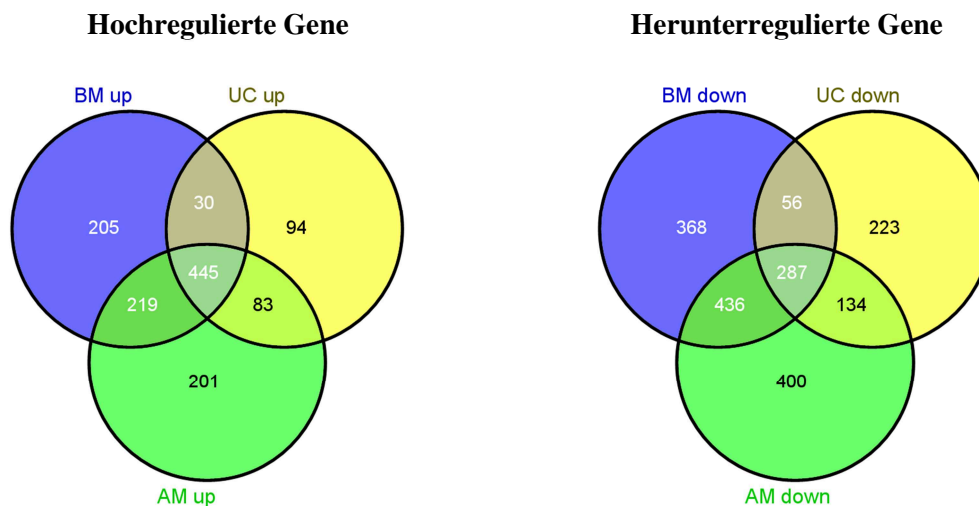 Hochregulierte Gene
Herunterregulierte Gene
BM up
UC up
30
205
94
445
219
83
201
AM up
BM down
UC down
56
368
223
287
436
134
400
AM down